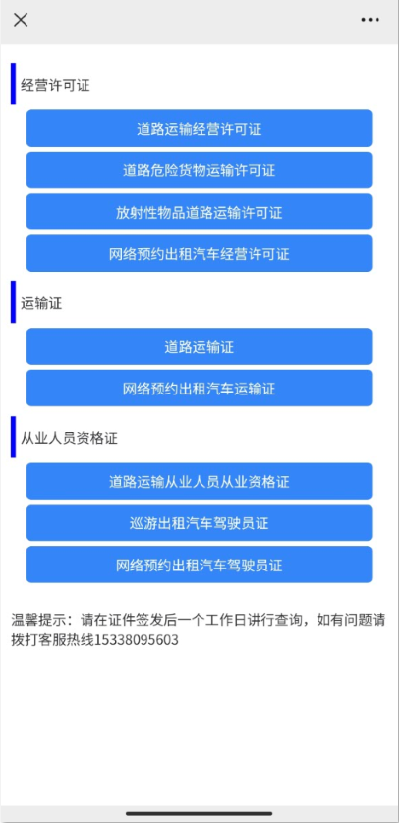 经营许可证
道路运输经营许可证
道路危险货物运输许可证
放射性物品道路运输许可证
网络预约出租汽车经营许可证
运输证
道路运输证
网络预约出租汽车运输证
从业人员资格证
道路运输从业人员从业资格证
巡游出租汽车驾驶员证
网络预约出租汽车驾驶员证
温馨提示：请在证件签发后一个工作日讲行查询，如有问题请
拨打客服热线15338095603